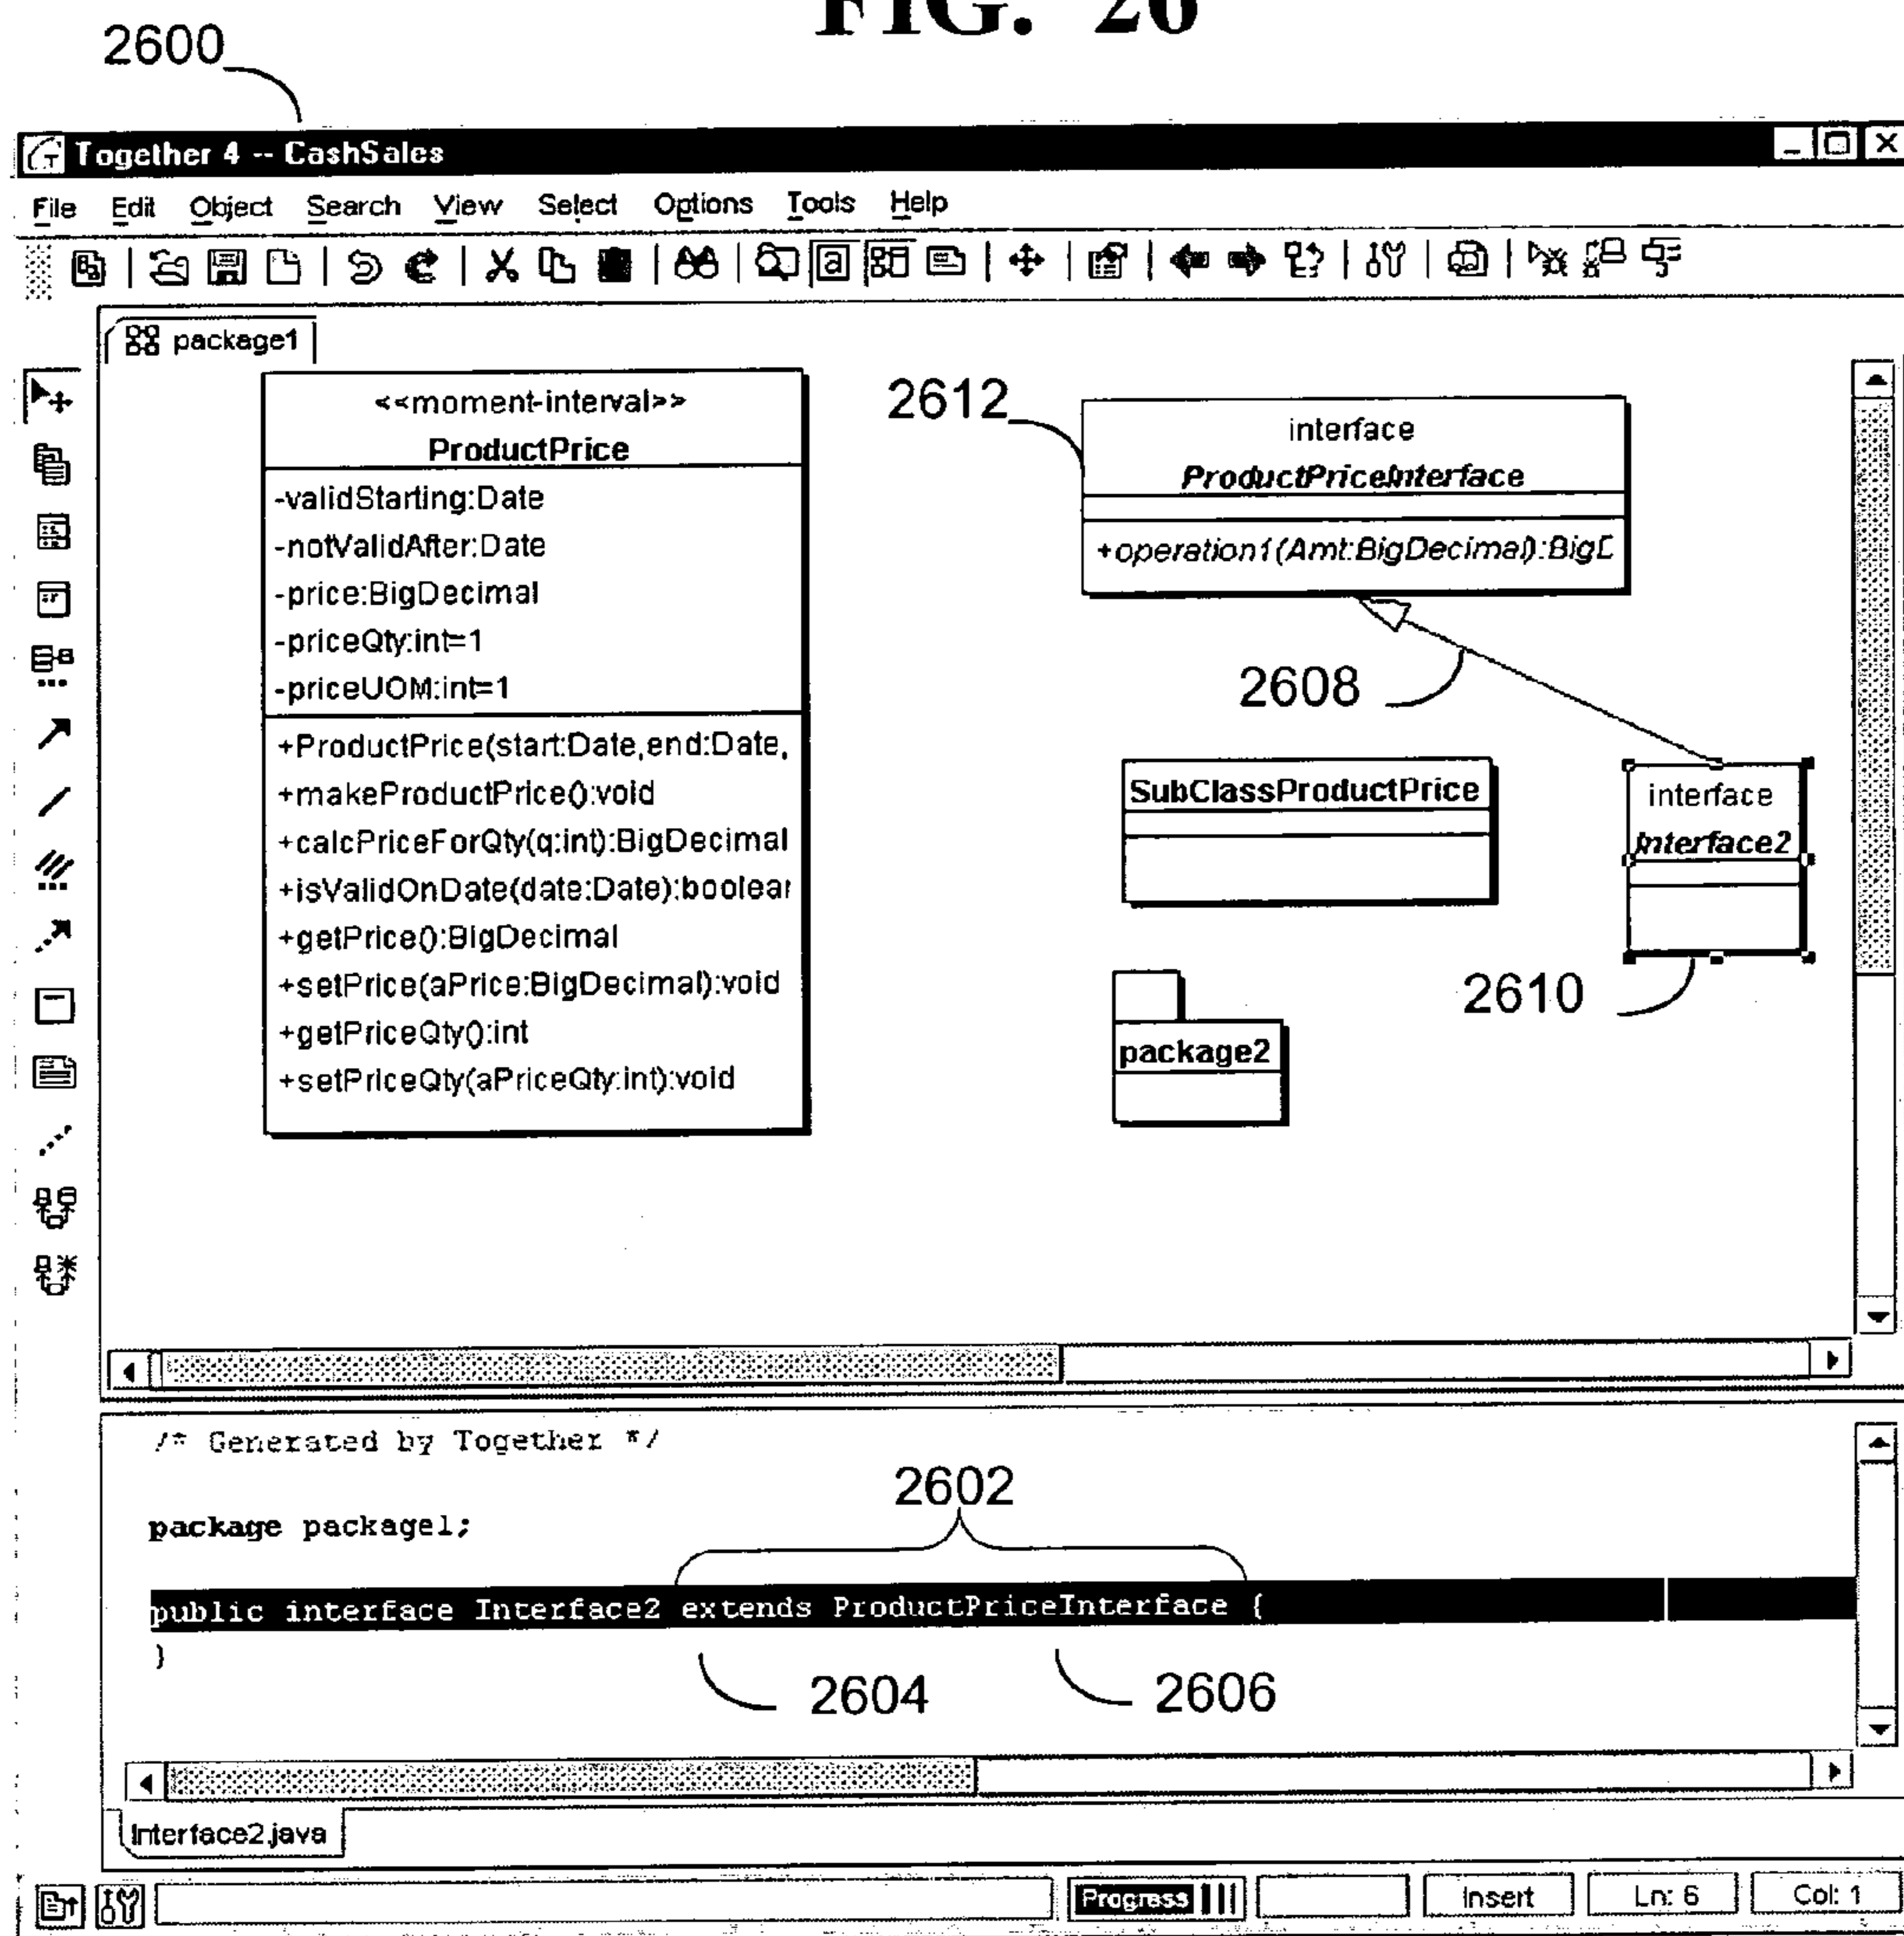 FIG. 26
2600
Together 4 -- CashSales
File Edit Object Search View Select Options Tools Help
package1
<<moment-interval>>
ProductPrice
-validStarting:Date
-notValidAfter:Date
-price:BigDecimal
-priceQty:int=1
-priceUOM:int=1
+ProductPrice(start:Date,end:Date,
+makeProductPrice():void
+calcPriceForQty(q:int):BigDecimal
+isValidOnDate(date:Date):boolear
+getPrice():BigDecimal
+setPrice(aPrice:BigDecimal):void
+getPriceQty():int
+setPriceQty(aPriceQty:int):void
2612
interface
ProductPriceInterface
+operation1(Amt:BigDecimal):BigD
2608
SubClassProductPrice
interface
Interface2
2610
package2
/* Generated by Together */
2602
package package1;
public interface Interface2 extends ProductPriceInterface {
}
2604
2606
Interface2.java
Progress
Insert
Ln: 6
Col: 1